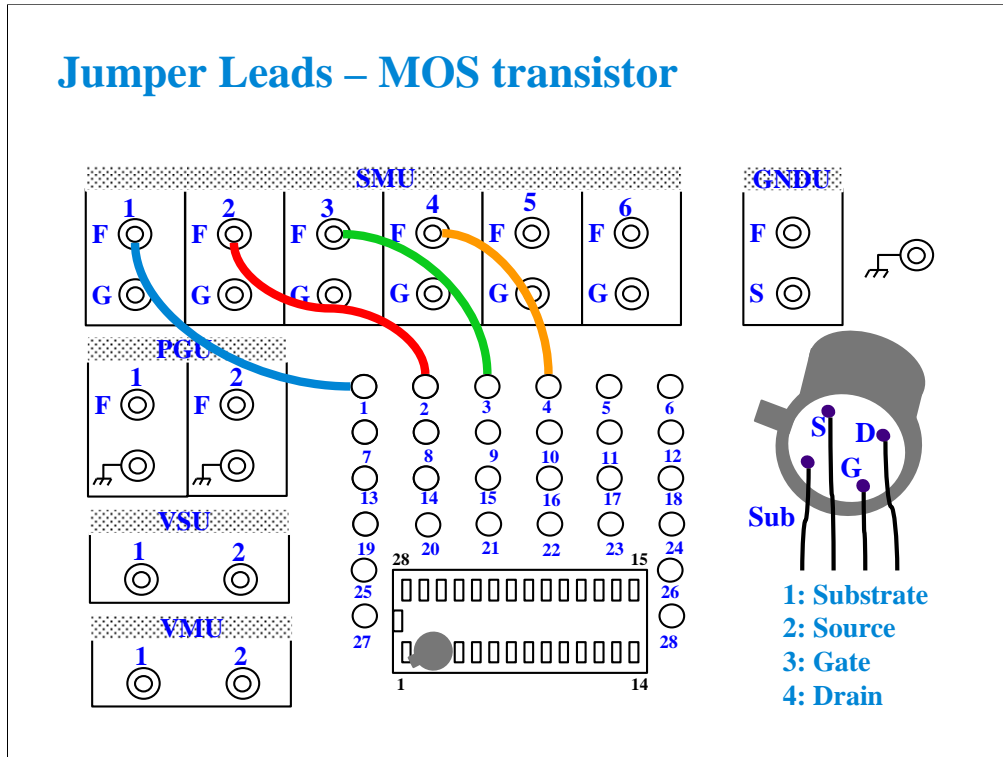 Jumper Leads – MOS transistor
SMU
GNDU
1 2 3 4 5 6
F F F F F F F
G G G G G G S
PGU
1 2
F F
1 2 3 4 5 6
7 8 9 10 11 12
13 14 15 16 17 18
19 20 21 22 23 24
25 26
27 28
VSU
1 2
VMU
1 2
28 15
1 14
S D
G
Sub
1: Substrate
2: Source
3: Gate
4: Drain